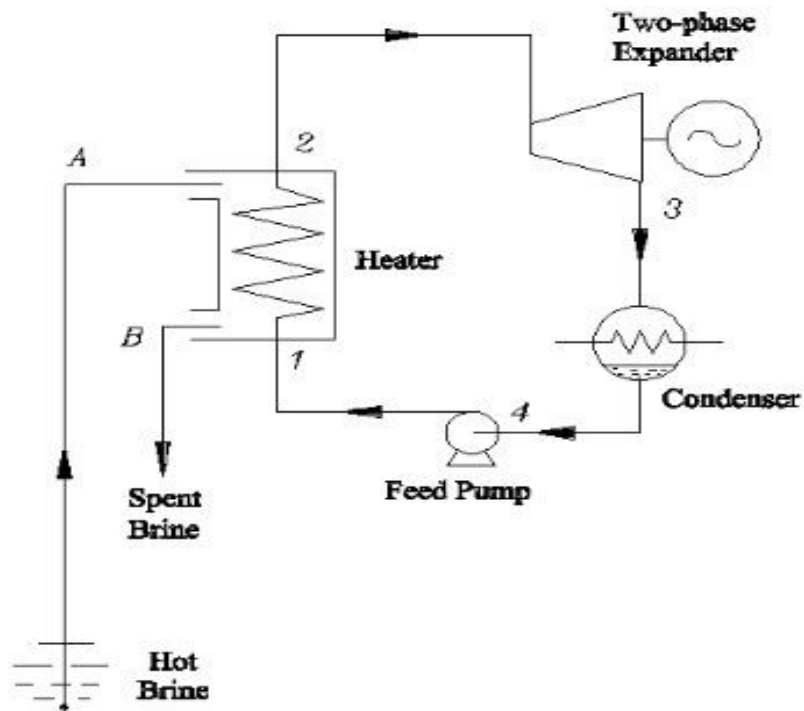 Two-phase
Expander
2
A
3
Heater
B
1
Condenser
4
Feed Pump
Spent
Brine
Hot
Brine